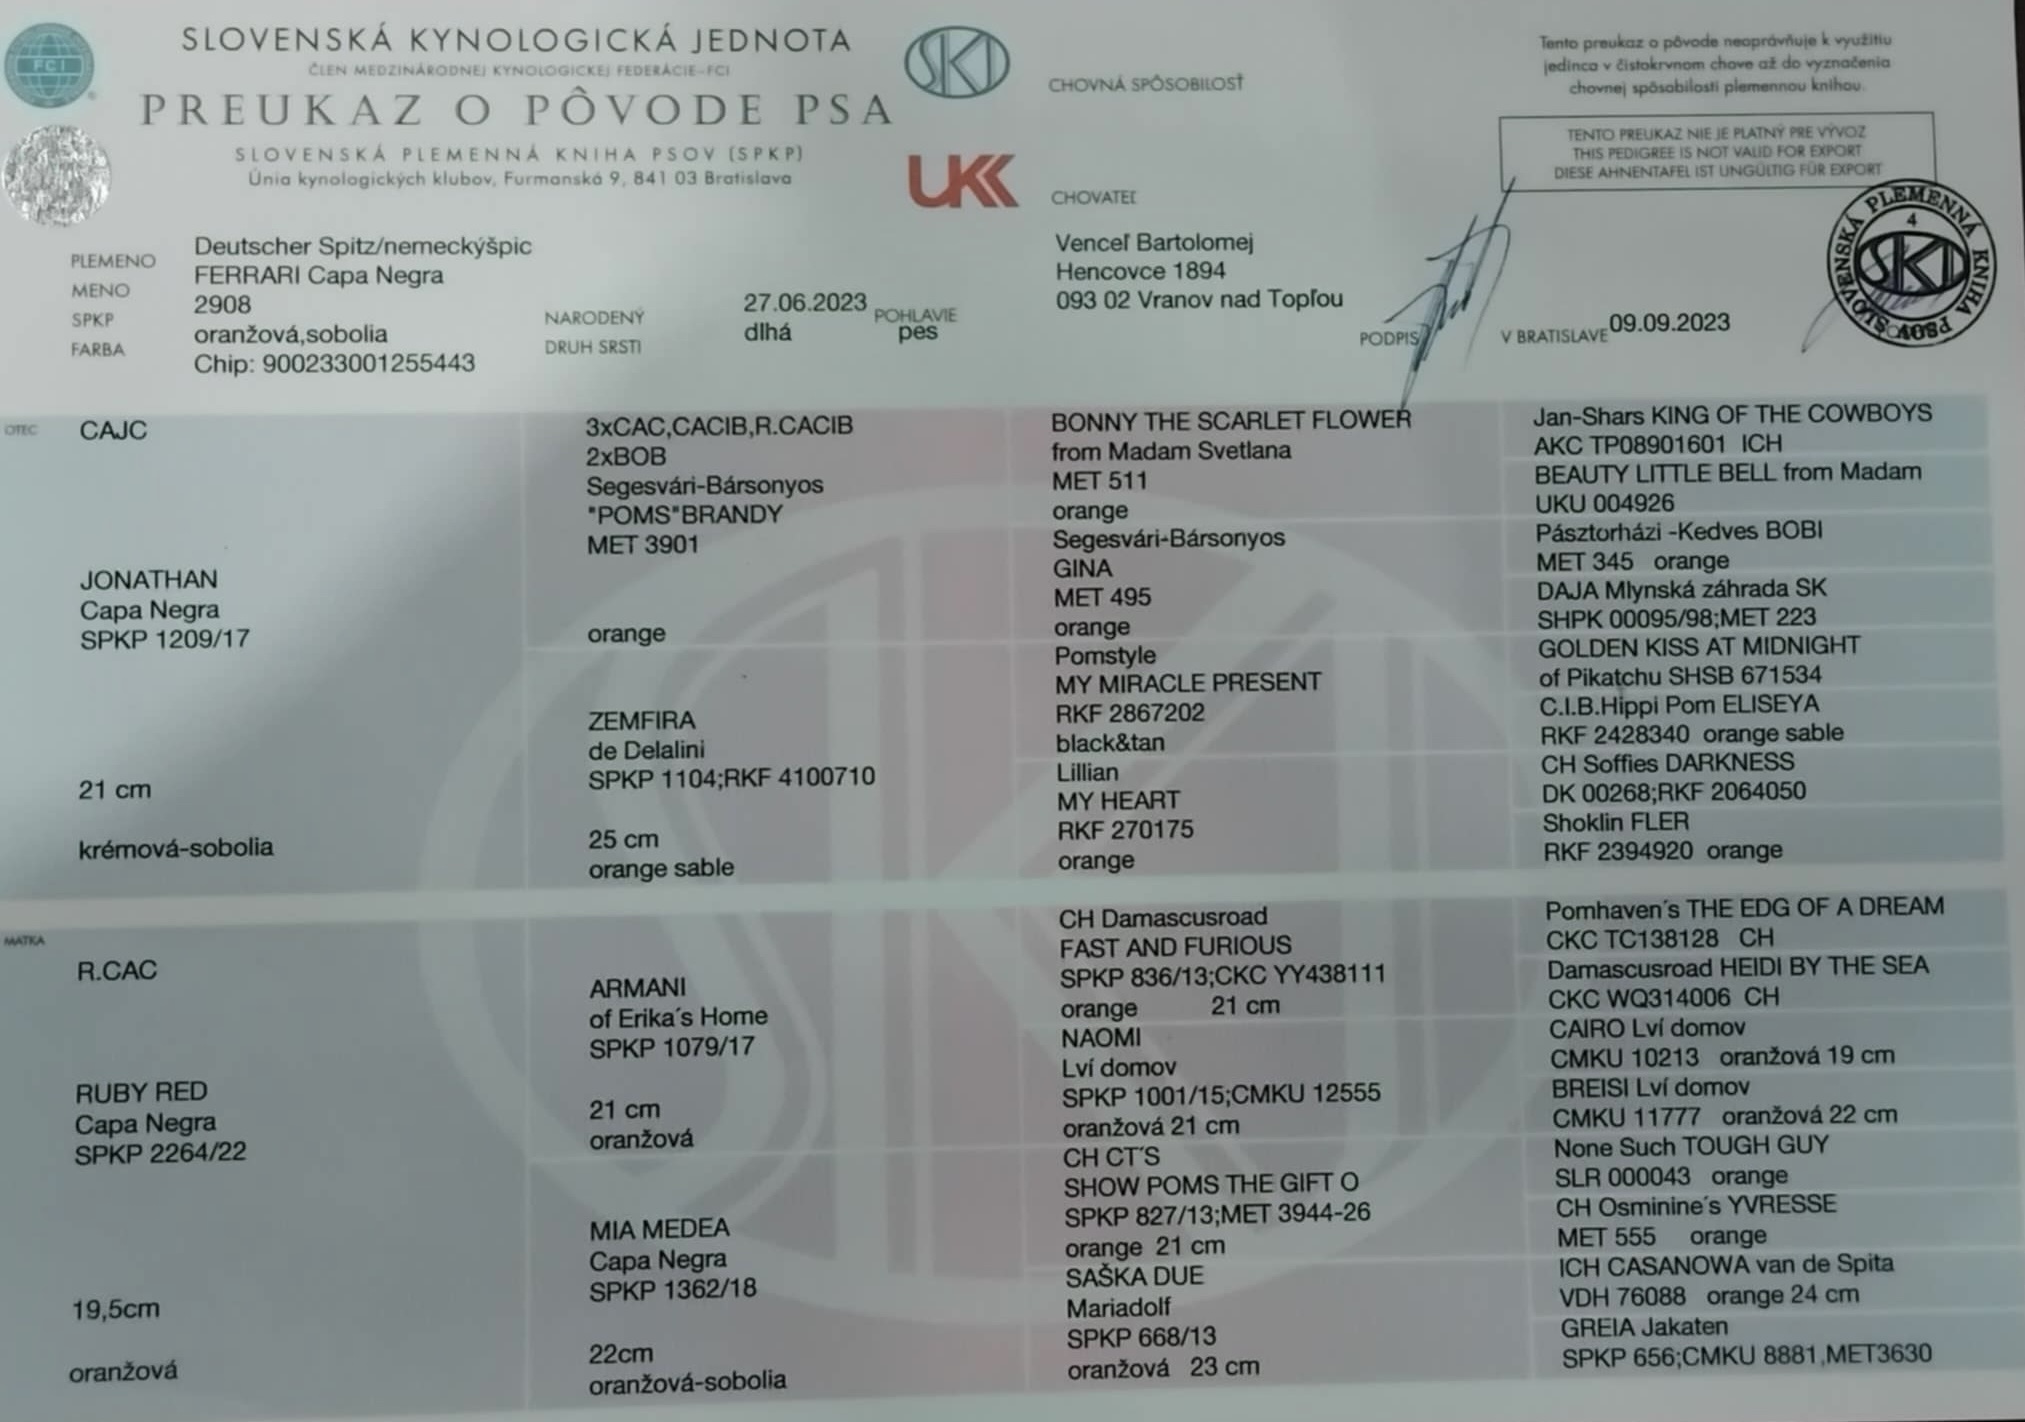 SLOVENSKÁ KYNOLOGICKÁ JEDNOTA
ČLEN MEDZINÁRODNEJ KYNOLOGICKEJ FEDERÁCIE-FCI
PREUKAZ O PÔVODE PSA
SLOVENSKÁ PLEMENNÁ KNIHA PSOV (SPKP)
Únia kynologických klubov, Furmanská 9, 841 03 Bratislava
FCI
SKJ
UKK
CHOVNÁ SPÔSOBILOSŤ
Tento preukaz o pôvode neoprávňuje k využitiu
jedinca v čistokrvnom chove až do vyznačenia
chovnej spôsobilosti plemennou knihou.
TENTO PREUKAZ NIE JE PLATNÝ PRE VÝVOZ
THIS PEDIGREE IS NOT VALID FOR EXPORT
DIESE AHNENTAFEL IST UNGÜLTIG FÜR EXPORT
CHOVATEĽ
Venceľ Bartolomej
Hencovce 1894
093 02 Vranov nad Topľou
PODPIS
V BRATISLAVE 09.09.2023
SLOVENSKÁ PLEMENNÁ KNIHA PSOV
4
SKJ
PLEMENO Deutscher Spitz/nemeckýšpic
MENO FERRARI Capa Negra
SPKP 2908
FARBA oranžová,sobolia
Chip: 900233001255443
NARODENÝ 27.06.2023
POHLAVIE pes
DRUH SRSTI dlhá
OTEC
CAJC
JONATHAN
Capa Negra
SPKP 1209/17
21 cm
krémová-sobolia
3xCAC,CACIB,R.CACIB
2xBOB
Segesvári-Bársonyos
"POMS"BRANDY
MET 3901
orange
ZEMFIRA
de Delalini
SPKP 1104;RKF 4100710
25 cm
orange sable
BONNY THE SCARLET FLOWER
from Madam Svetlana
MET 511
orange
Segesvári-Bársonyos
GINA
MET 495
orange
Pomstyle
MY MIRACLE PRESENT
RKF 2867202
black&tan
Lillian
MY HEART
RKF 270175
orange
Jan-Shars KING OF THE COWBOYS
AKC TP08901601 ICH
BEAUTY LITTLE BELL from Madam
UKU 004926
Pásztorházi -Kedves BOBI
MET 345 orange
DAJA Mlynská záhrada SK
SHPK 00095/98;MET 223
GOLDEN KISS AT MIDNIGHT
of Pikatchu SHSB 671534
C.I.B.Hippi Pom ELISEYA
RKF 2428340 orange sable
CH Soffies DARKNESS
DK 00268;RKF 2064050
Shoklin FLER
RKF 2394920 orange
MATKA
R.CAC
RUBY RED
Capa Negra
SPKP 2264/22
19,5cm
oranžová
ARMANI
of Erika´s Home
SPKP 1079/17
21 cm
oranžová
MIA MEDEA
Capa Negra
SPKP 1362/18
22cm
oranžová-sobolia
CH Damascusroad
FAST AND FURIOUS
SPKP 836/13;CKC YY438111
orange 21 cm
NAOMI
Lví domov
SPKP 1001/15;CMKU 12555
oranžová 21 cm
CH CT´S
SHOW POMS THE GIFT O
SPKP 827/13;MET 3944-26
orange 21 cm
SAŠKA DUE
Mariadolf
SPKP 668/13
oranžová 23 cm
Pomhaven´s THE EDG OF A DREAM
CKC TC138128 CH
Damascusroad HEIDI BY THE SEA
CKC WQ314006 CH
CAIRO Lví domov
CMKU 10213 oranžová 19 cm
BREISI Lví domov
CMKU 11777 oranžová 22 cm
None Such TOUGH GUY
SLR 000043 orange
CH Osminine´s YVRESSE
MET 555 orange
ICH CASANOWA van de Spita
VDH 76088 orange 24 cm
GREIA Jakaten
SPKP 656;CMKU 8881,MET3630